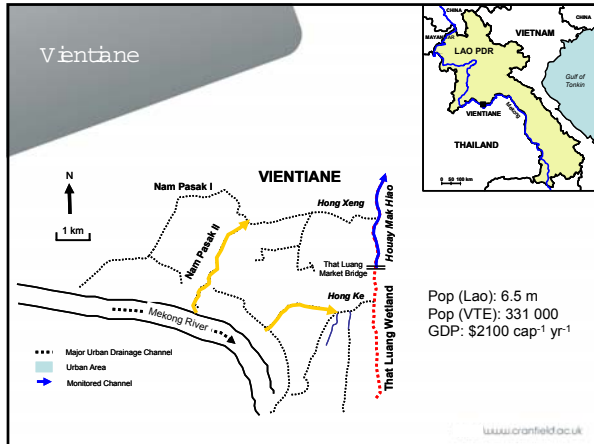 Vientiane
CHINA
CHINA
MAYANMAR
VIETNAM
LAO PDR
Gulf of
Tonkin
VIENTIANE
Mekong
THAILAND
0 50 100 km
N
1 km
VIENTIANE
Nam Pasak I
Hong Xeng
Houay Mak Hiao
Nam Pasak II
That Luang
Market Bridge
Hong Ke
That Luang Wetland
Mekong River
Major Urban Drainage Channel
Urban Area
Monitored Channel
Pop (Lao): 6.5 m
Pop (VTE): 331 000
GDP: $2100 cap-1 yr-1
www.cranfield.ac.uk